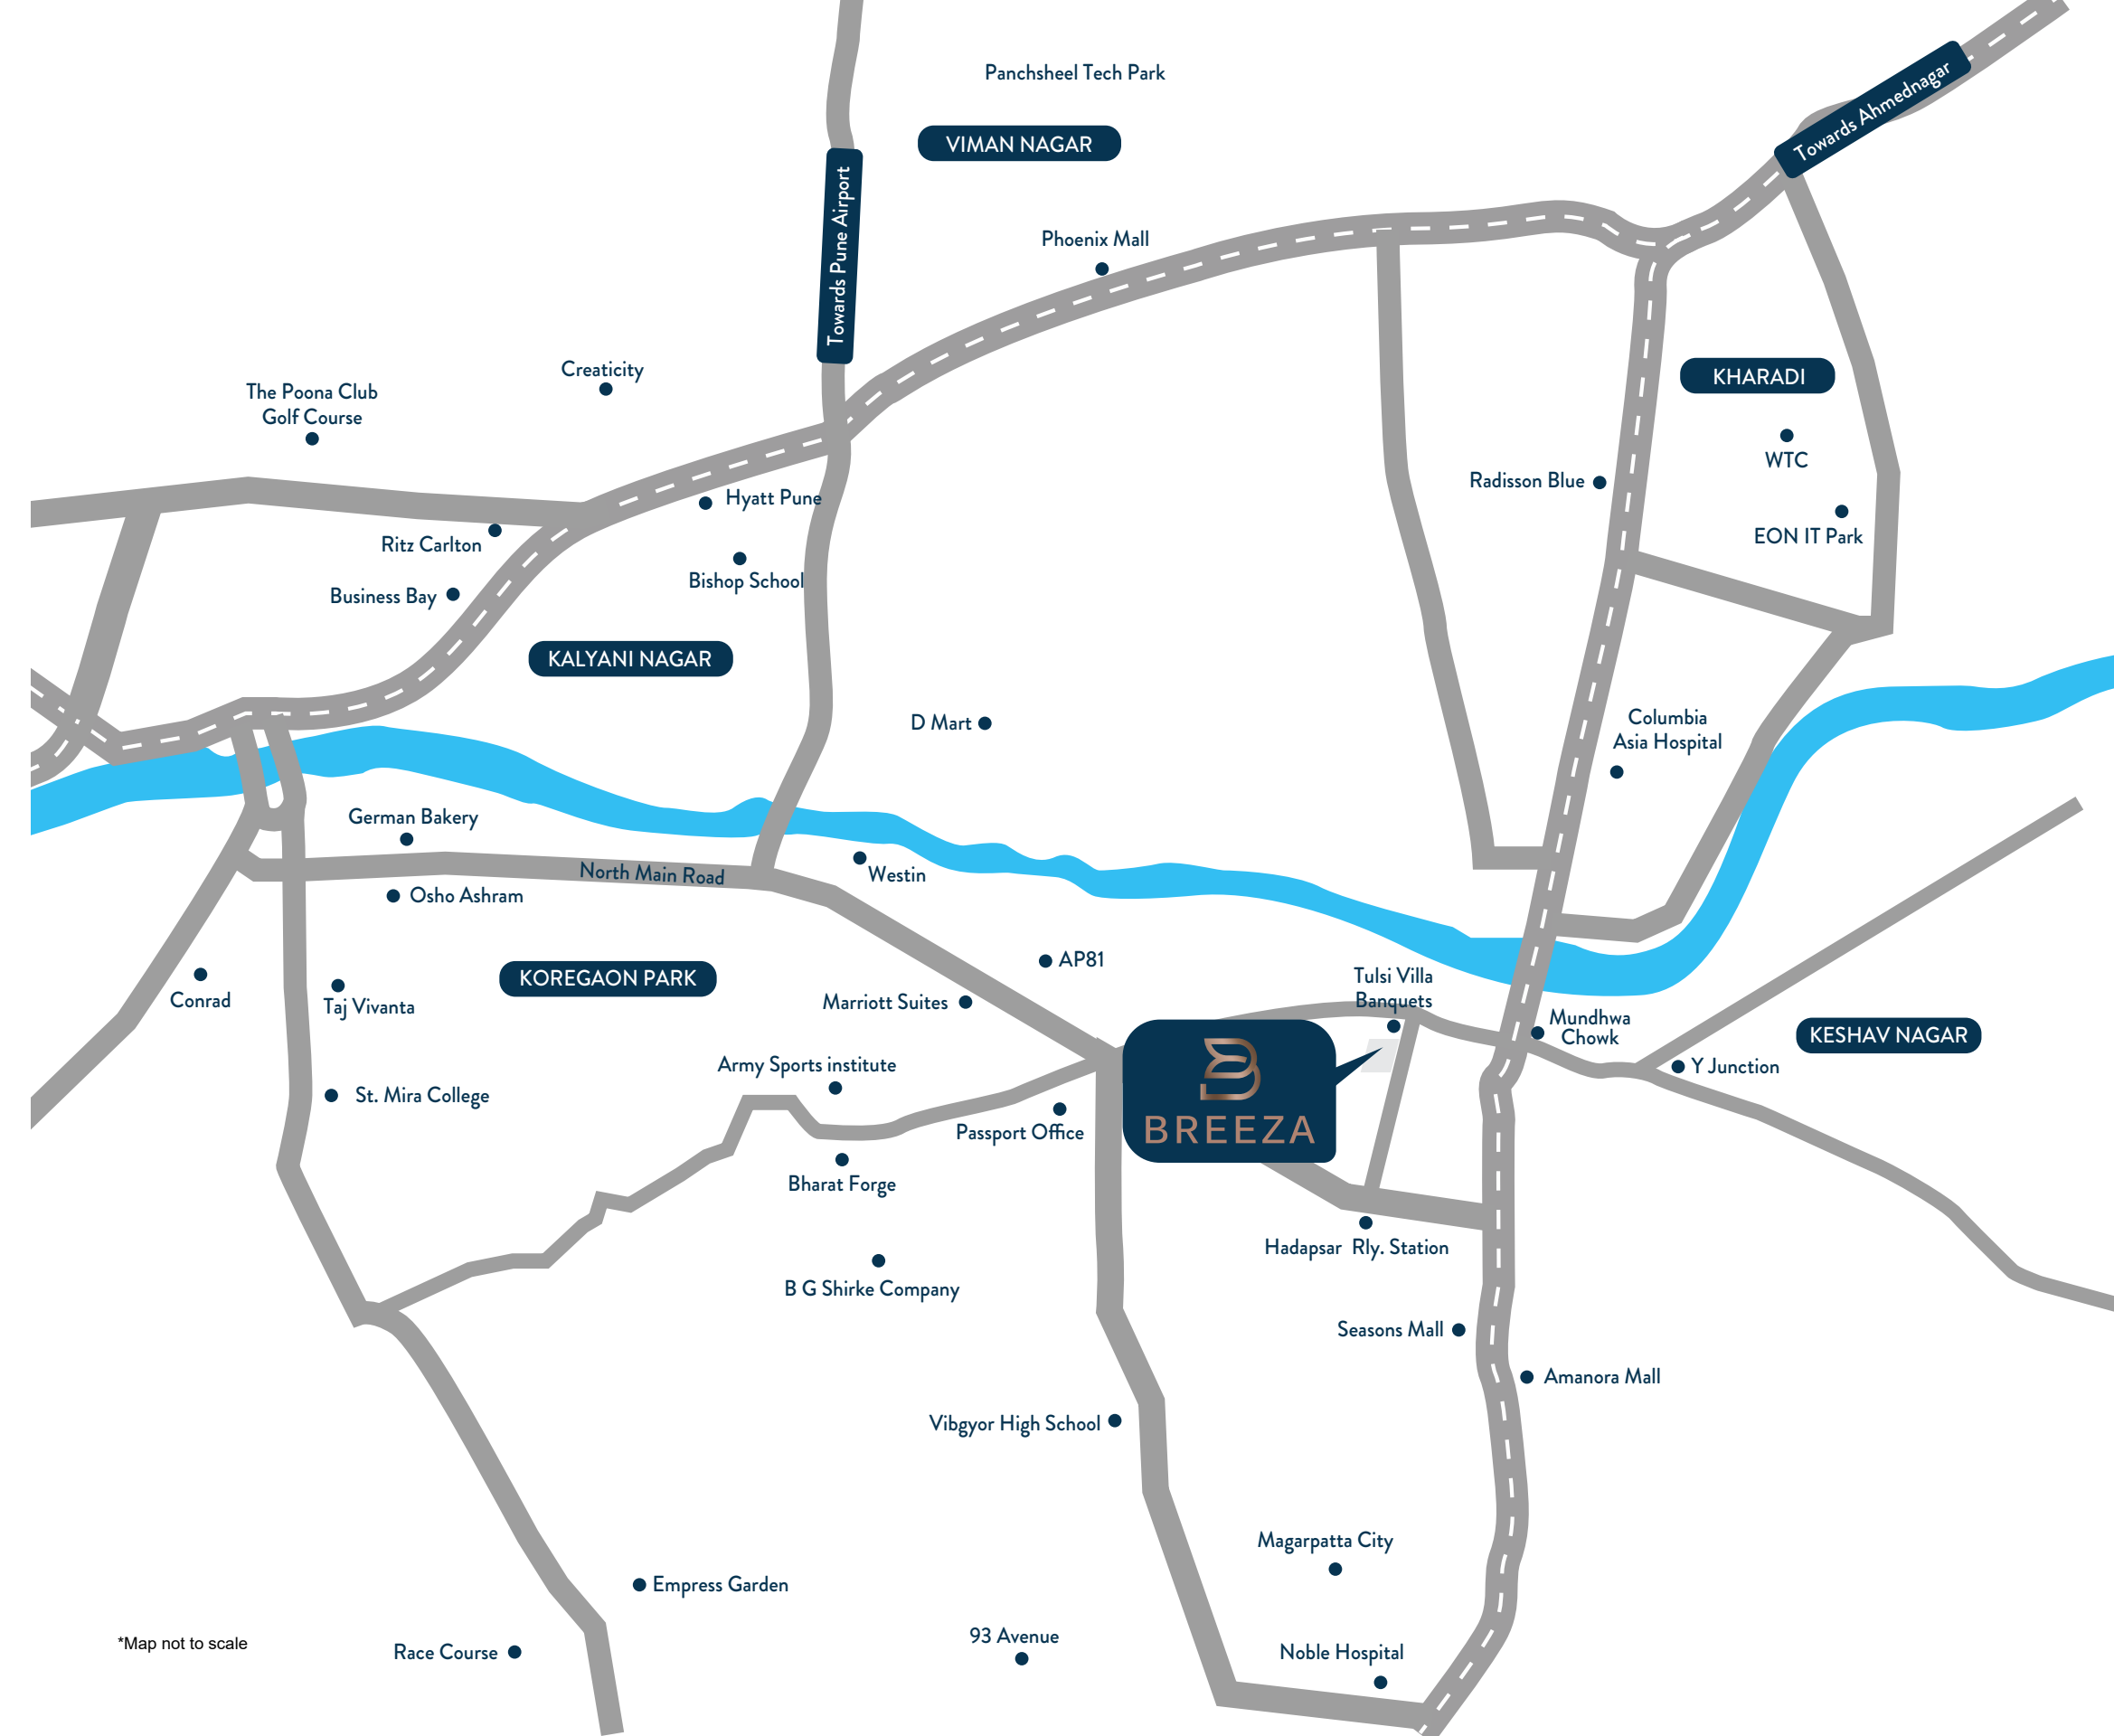 Panchsheel Tech Park
Towards Ahmednagar
VIMAN NAGAR
Towards Pune Airport
Phoenix Mall
Creaticity
KHARADI
The Poona Club
Golf Course
WTC
Radisson Blue
Hyatt Pune
EON IT Park
Ritz Carlton
Bishop School
Business Bay
KALYANI NAGAR
D Mart
Columbia
Asia Hospital
German Bakery
North Main Road
Westin
Osho Ashram
AP81
Tulsi Villa
Banquets
KOREGAON PARK
Conrad
Taj Vivanta
Marriott Suites
Mundhwa
Chowk
KESHAV NAGAR
Army Sports institute
Y Junction
St. Mira College
Passport Office
BREEZA
Bharat Forge
Hadapsar Rly. Station
B G Shirke Company
Seasons Mall
Amanora Mall
Vibgyor High School
Magarpatta City
Empress Garden
93 Avenue
*Map not to scale
Race Course
Noble Hospital